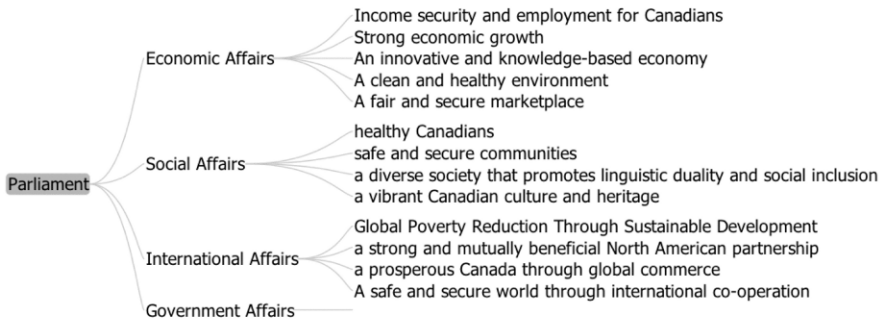 Parliament
Economic Affairs
Income security and employment for Canadians
Strong economic growth
An innovative and knowledge-based economy
A clean and healthy environment
A fair and secure marketplace
Social Affairs
healthy Canadians
safe and secure communities
a diverse society that promotes linguistic duality and social inclusion
a vibrant Canadian culture and heritage
International Affairs
Global Poverty Reduction Through Sustainable Development
a strong and mutually beneficial North American partnership
a prosperous Canada through global commerce
A safe and secure world through international co-operation
Government Affairs